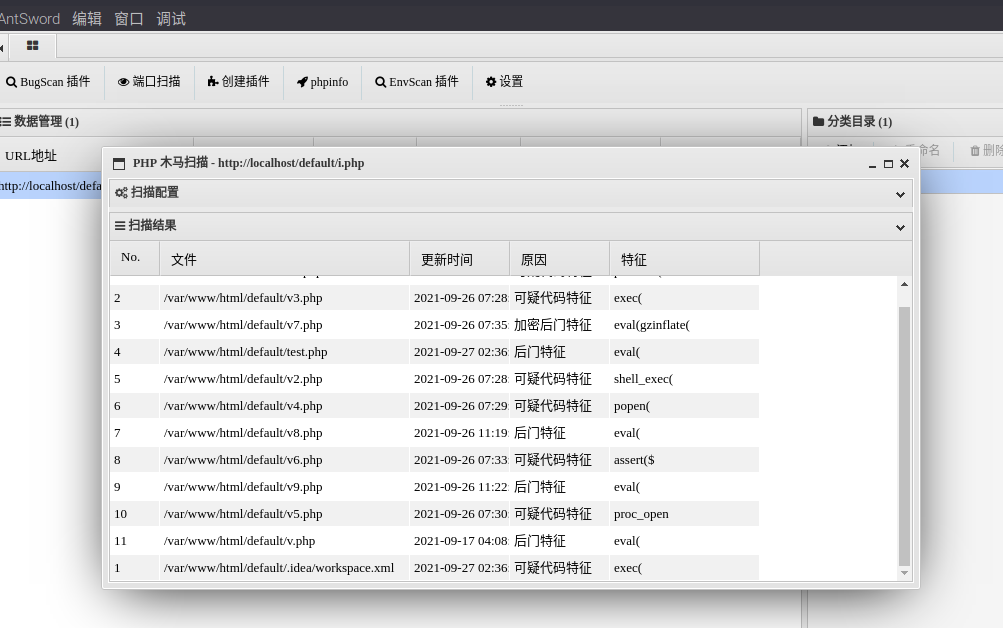 AntSword 编辑 窗口 调试
BugScan 插件 端口扫描 创建插件 phpinfo EnvScan 插件 设置
数据管理 (1)
分类目录 (1)
URL地址
命名 删除
http://localhost/defa
PHP 木马扫描 - http://localhost/default/i.php
扫描配置
扫描结果
No. 文件 更新时间 原因 特征
2 /var/www/html/default/v3.php 2021-09-26 07:28: 可疑代码特征 exec(
3 /var/www/html/default/v7.php 2021-09-26 07:35: 加密后门特征 eval(gzinflate(
4 /var/www/html/default/test.php 2021-09-27 02:36: 后门特征 eval(
5 /var/www/html/default/v2.php 2021-09-26 07:28: 可疑代码特征 shell_exec(
6 /var/www/html/default/v4.php 2021-09-26 07:29: 可疑代码特征 popen(
7 /var/www/html/default/v8.php 2021-09-26 11:19: 后门特征 eval(
8 /var/www/html/default/v6.php 2021-09-26 07:33: 可疑代码特征 assert($
9 /var/www/html/default/v9.php 2021-09-26 11:22: 后门特征 eval(
10 /var/www/html/default/v5.php 2021-09-26 07:30: 可疑代码特征 proc_open
11 /var/www/html/default/v.php 2021-09-17 04:08: 后门特征 eval(
1 /var/www/html/default/.idea/workspace.xml 2021-09-27 02:36: 可疑代码特征 exec(